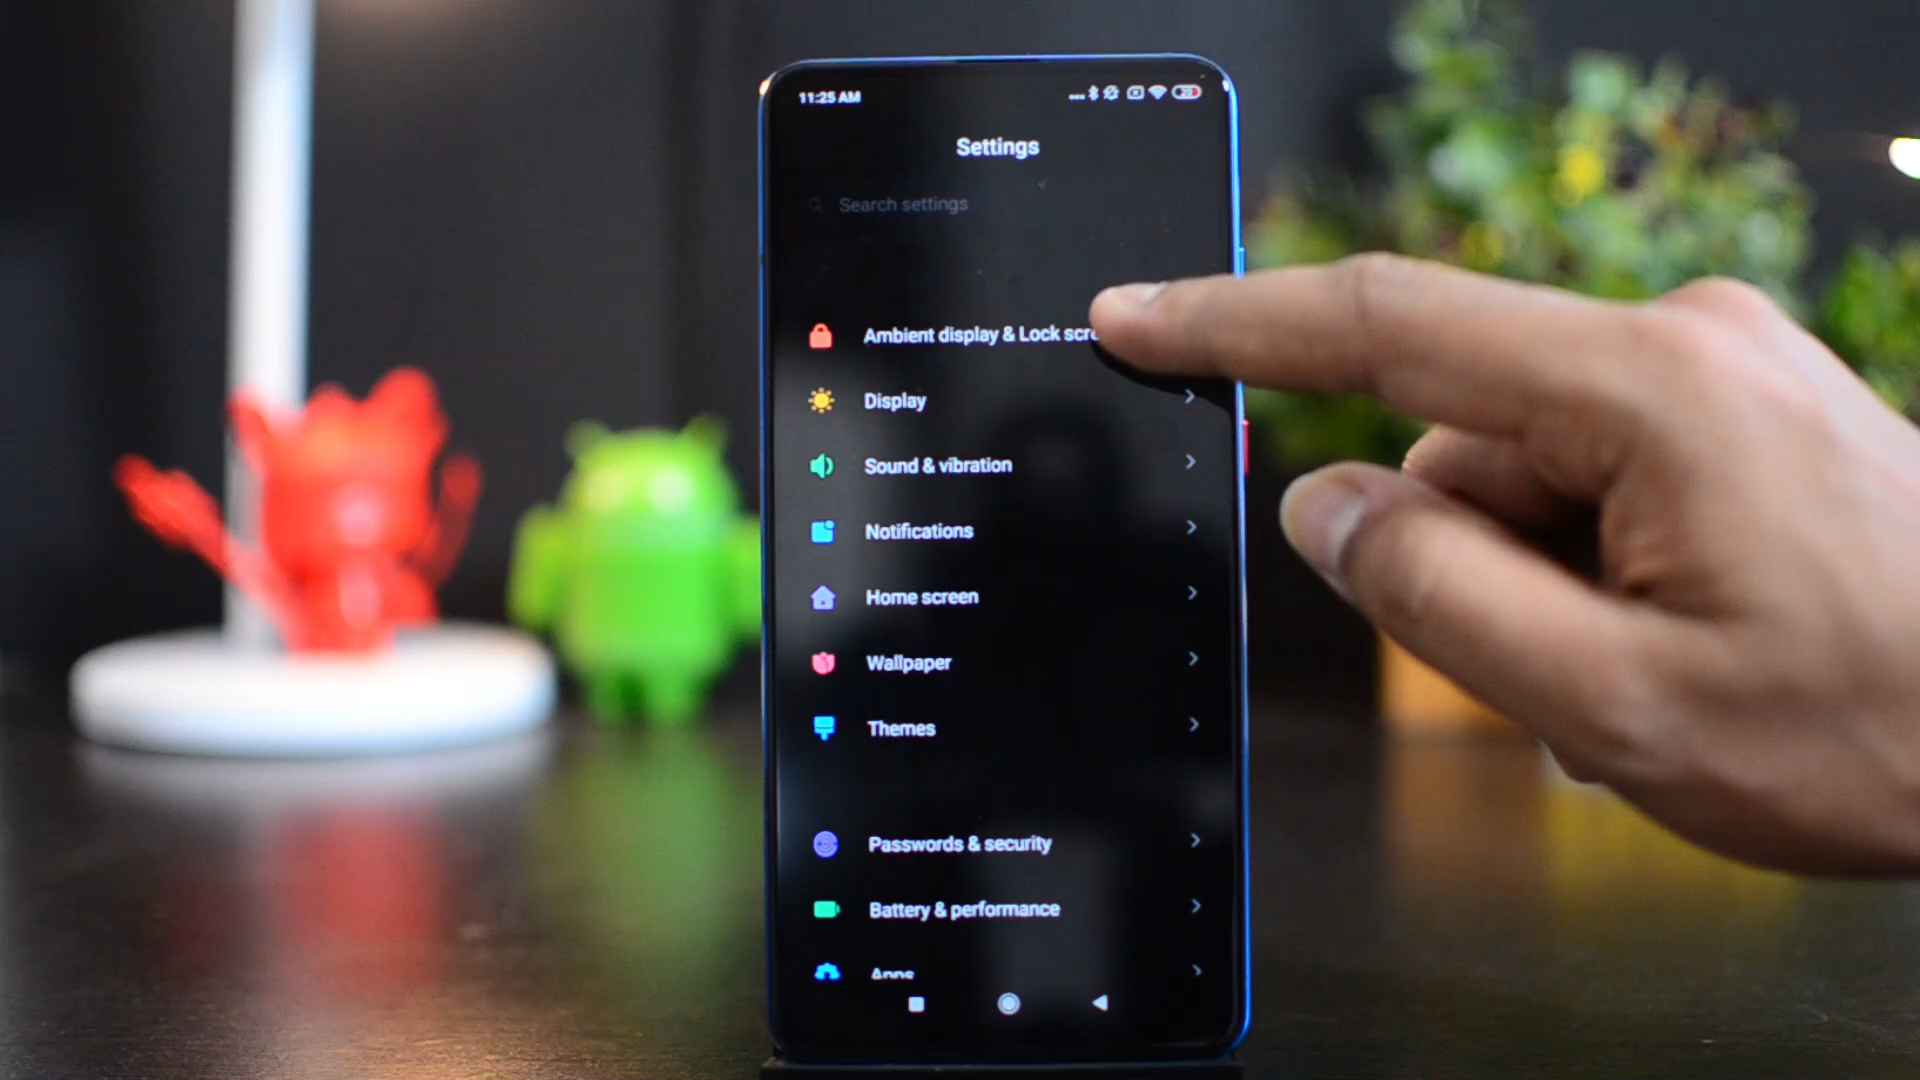 11:25 AM
Settings
Search settings
Ambient display & Lock scre
Display
Sound & vibration
Notifications
Home screen
Wallpaper
Themes
Passwords & security
Battery & performance
Apps